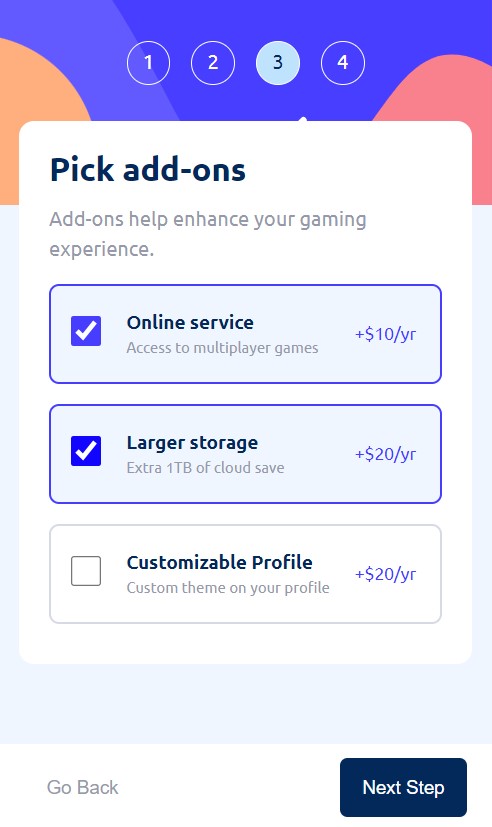 1 2 3 4
Pick add-ons
Add-ons help enhance your gaming
experience.
Online service
Access to multiplayer games
+$10/yr
Larger storage
Extra 1TB of cloud save
+$20/yr
Customizable Profile
Custom theme on your profile
+$20/yr
Go Back
Next Step